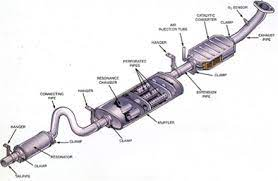 O₂ SENSOR
CATALYTIC
CONVERTER
CLAMP
AIR
INJECTION TUBE
HANGER
EXHAUST
PIPE
PERFORATED
PIPES
RESONANCE
CHAMBER
CLAMP
HANGER
EXTENSION
PIPE
CONNECTING
PIPE
CLAMP
MUFFLER
HANGER
CLAMP
RESONATOR
CLAMP
TAILPIPE